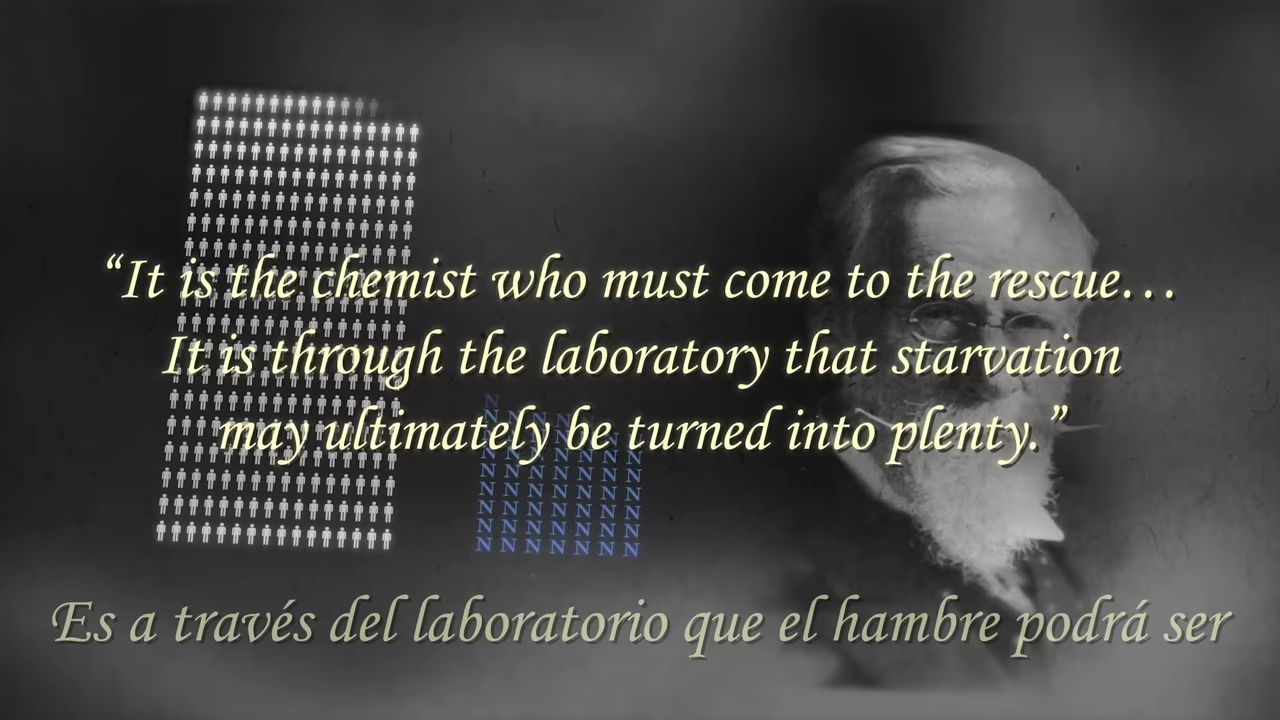 “It is the chemist who must come to the rescue…
It is through the laboratory that starvation
may ultimately be turned into plenty.”
N
N N N N
N N N N N N
N N N N N N N
N N N N N N N
N N N N N N N
N N N N N N N
N N N N N N N
N N N N N N N
Es a través del laboratorio que el hambre podrá ser